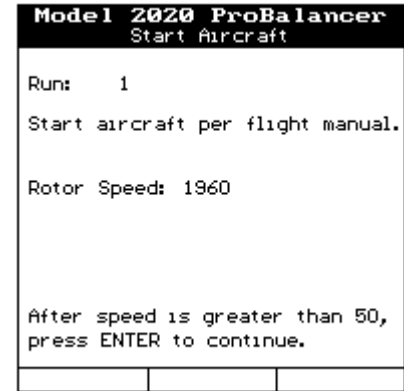 Model 2020 ProBalancer
Start Aircraft
Run: 1
Start aircraft per flight manual.
Rotor Speed: 1960
After speed is greater than 50,
press ENTER to continue.